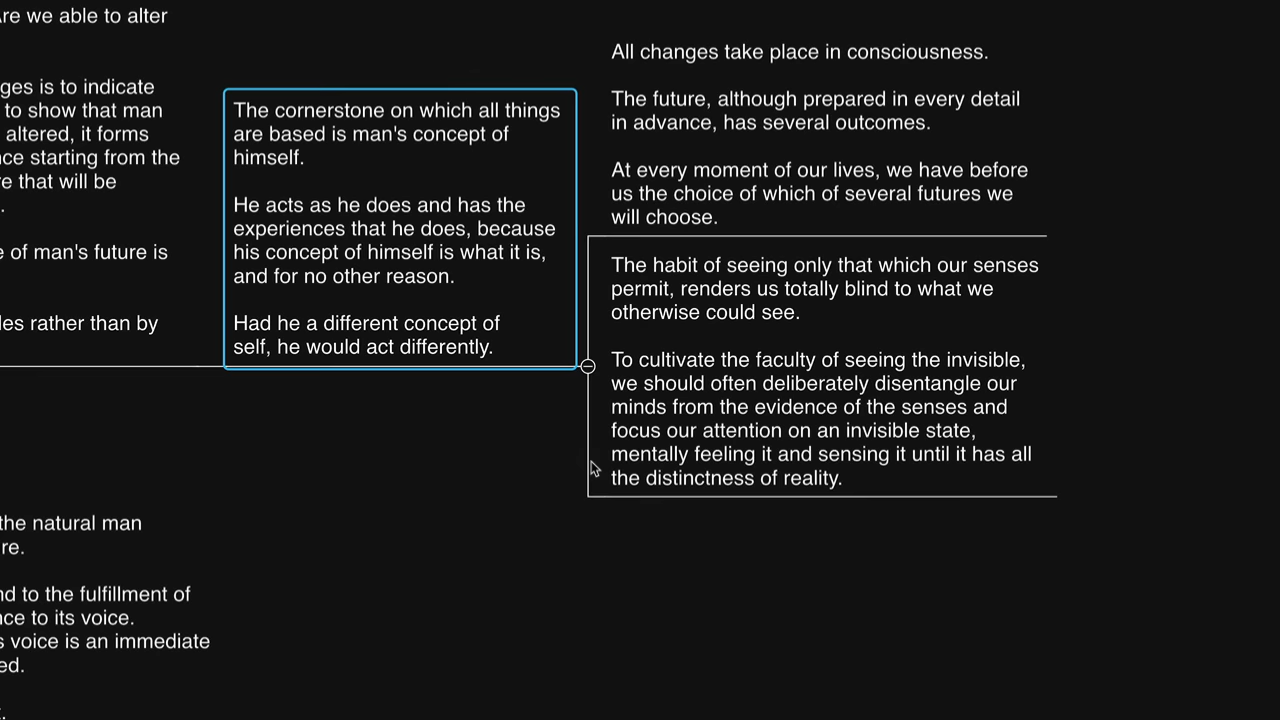 re we able to alter
ges is to indicate
to show that man
altered, it forms
ce starting from the
e that will be
.
e of man's future is
les rather than by
the natural man
re.
d to the fulfillment of
ce to its voice.
s voice is an immediate
ed.
The cornerstone on which all things
are based is man's concept of
himself.
He acts as he does and has the
experiences that he does, because
his concept of himself is what it is,
and for no other reason.
Had he a different concept of
self, he would act differently.
All changes take place in consciousness.
The future, although prepared in every detail
in advance, has several outcomes.
At every moment of our lives, we have before
us the choice of which of several futures we
will choose.
The habit of seeing only that which our senses
permit, renders us totally blind to what we
otherwise could see.
To cultivate the faculty of seeing the invisible,
we should often deliberately disentangle our
minds from the evidence of the senses and
focus our attention on an invisible state,
mentally feeling it and sensing it until it has all
the distinctness of reality.